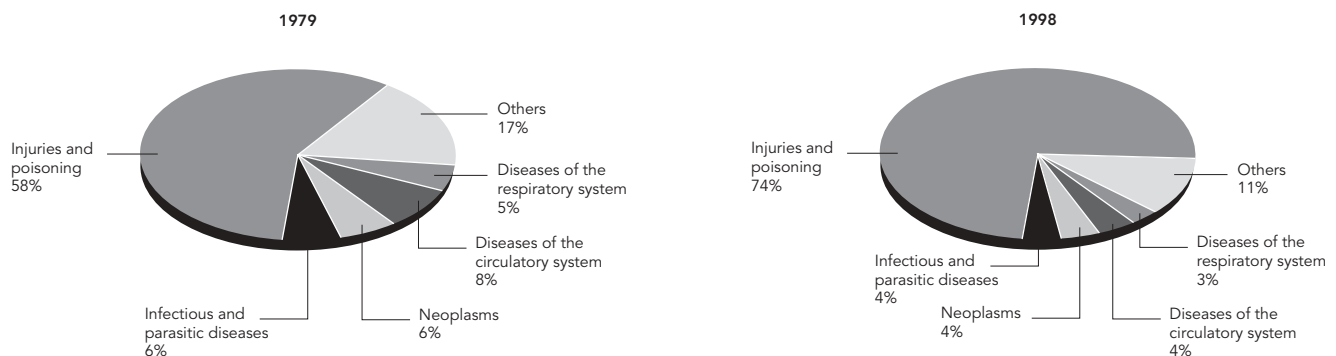 1979
Others
17%
Injuries and
poisoning
58%
Diseases of the
respiratory system
5%
Diseases of the
circulatory system
8%
Neoplasms
6%
Infectious and
parasitic diseases
6%
1998
Injuries and
poisoning
74%
Others
11%
Diseases of the
respiratory system
3%
Infectious and
parasitic diseases
4%
Neoplasms
4%
Diseases of the
circulatory system
4%